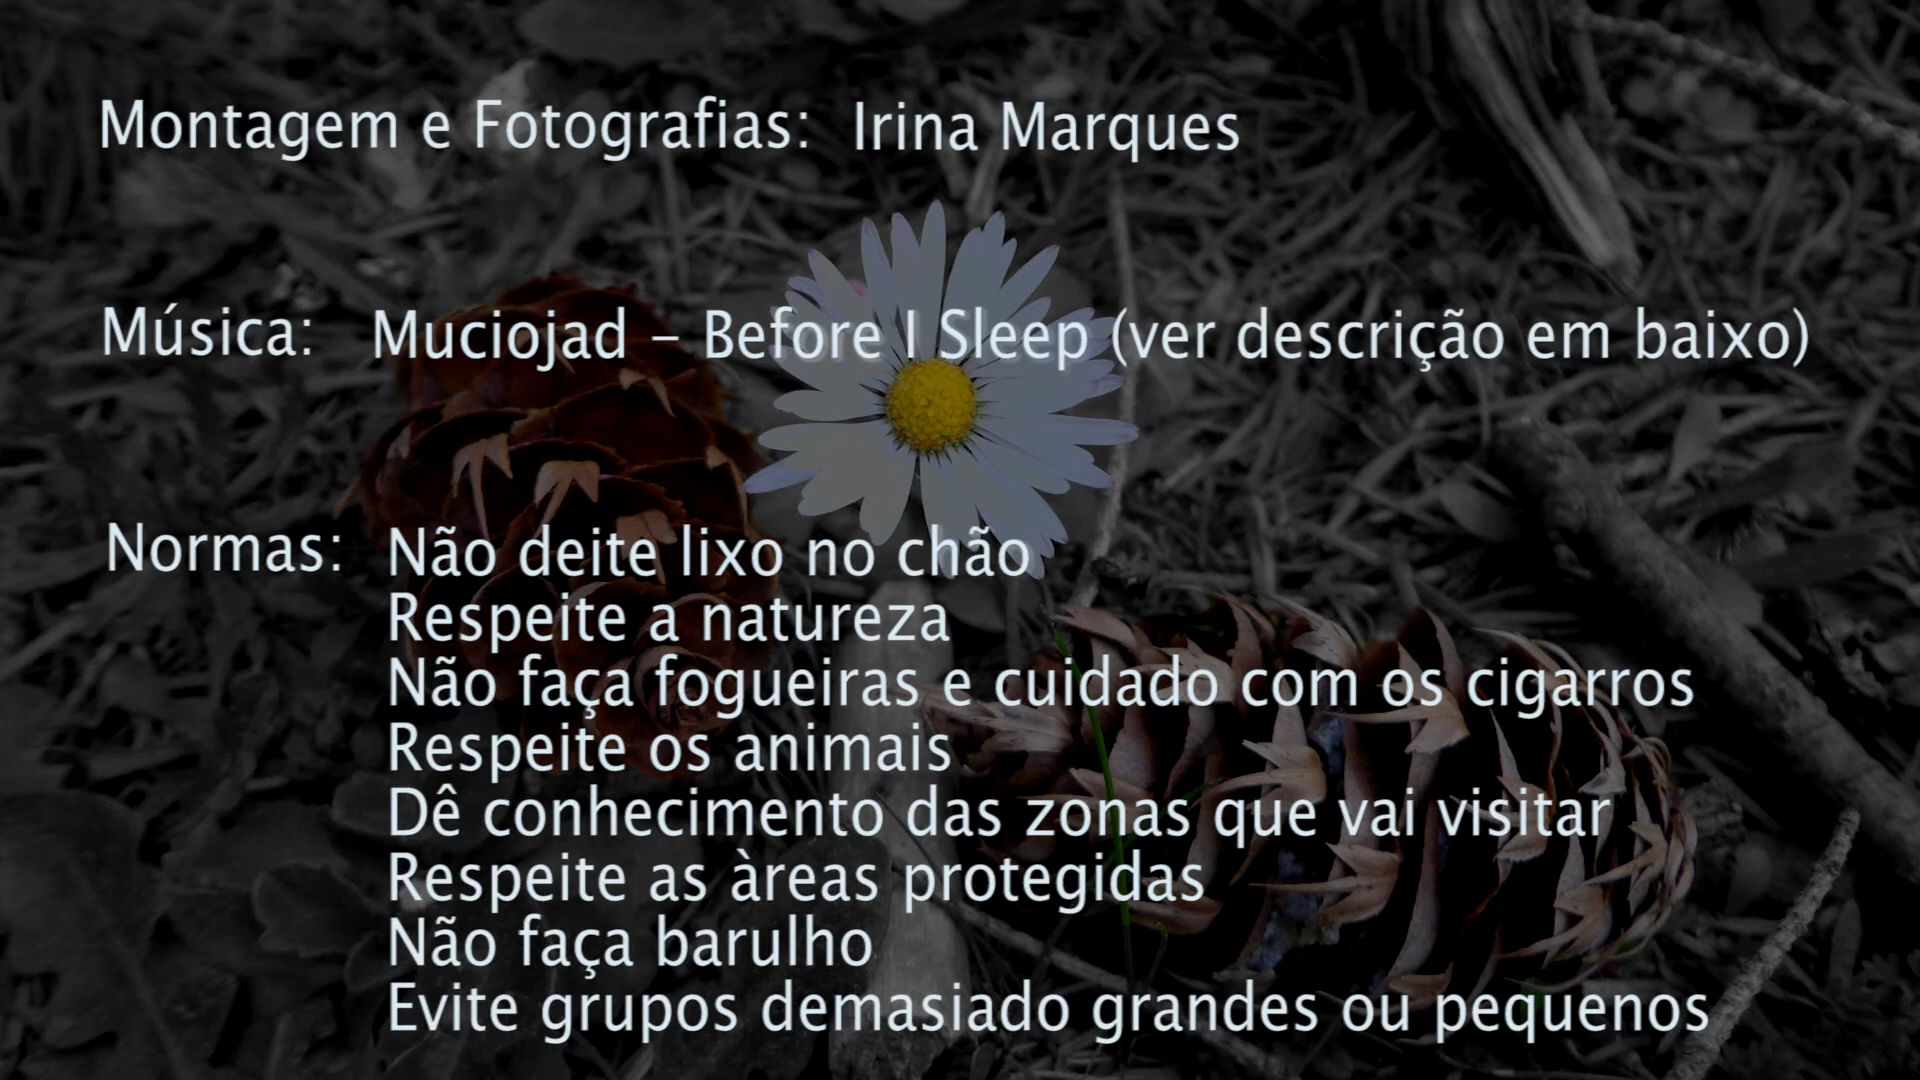 Montagem e Fotografias: Irina Marques
Música: Muciojad – Before I Sleep (ver descrição em baixo)
Normas: Não deite lixo no chão
Respeite a natureza
Não faça fogueiras e cuidado com os cigarros
Respeite os animais
Dê conhecimento das zonas que vai visitar
Respeite as àreas protegidas
Não faça barulho
Evite grupos demasiado grandes ou pequenos